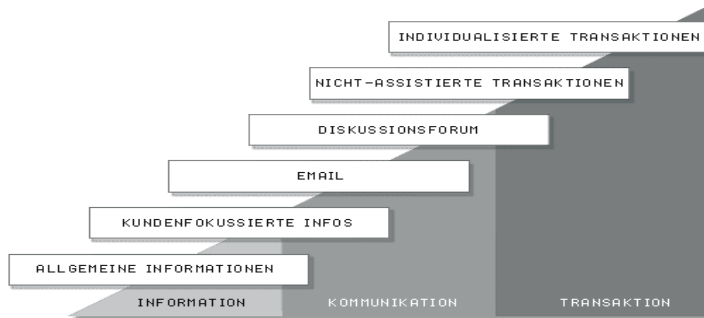 INDIVIDUALISIERTE TRANSAKTIONEN
NICHT-ASSISTIERTE TRANSAKTIONEN
DISKUSSIONSFORUM
EMAIL
KUNDENFOKUSSIERTE INFOS
ALLGEMEINE INFORMATIONEN
INFORMATION KOMMUNIKATION TRANSAKTION